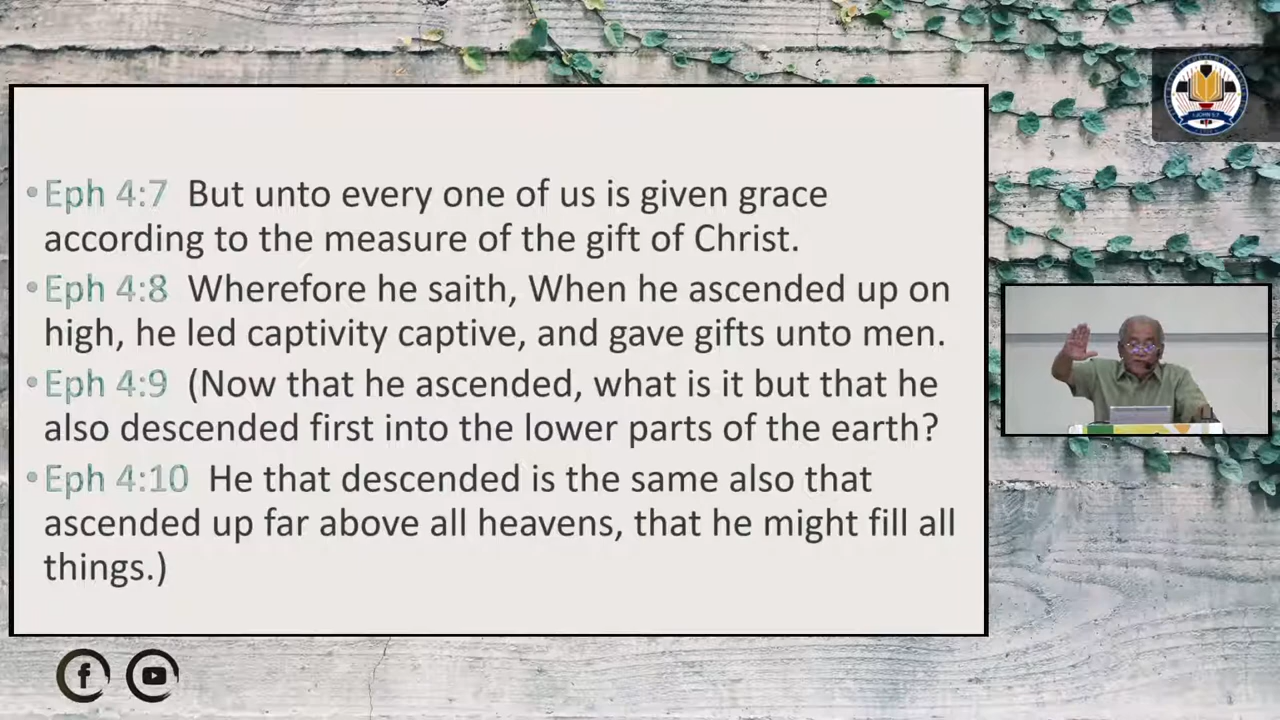 • Eph 4:7 But unto every one of us is given grace
according to the measure of the gift of Christ.
• Eph 4:8 Wherefore he saith, When he ascended up on
high, he led captivity captive, and gave gifts unto men.
• Eph 4:9 (Now that he ascended, what is it but that he
also descended first into the lower parts of the earth?
• Eph 4:10 He that descended is the same also that
ascended up far above all heavens, that he might fill all
things.)
I JOHN 5:7